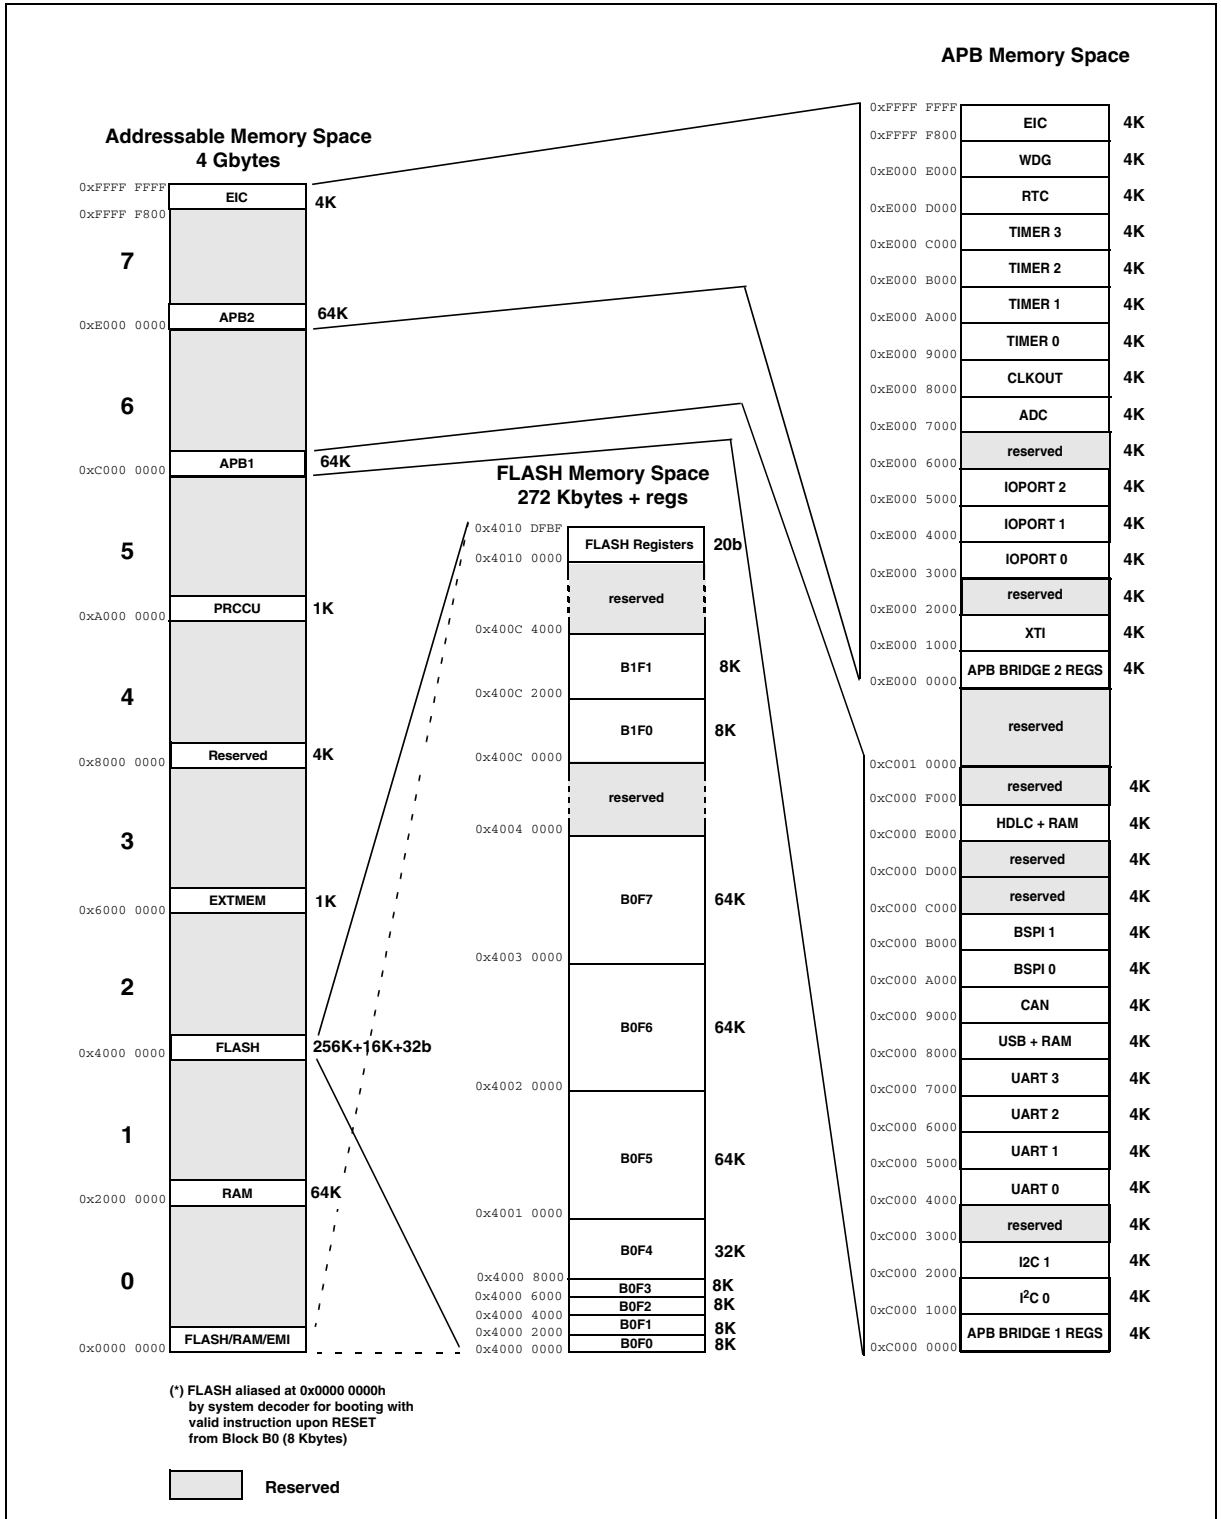 APB Memory Space
0xFFFF FFFF
EIC
4K
0xFFFF F800
WDG
4K
0xE000 E000
RTC
4K
0xE000 D000
TIMER 3
4K
0xE000 C000
TIMER 2
4K
0xE000 B000
TIMER 1
4K
0xE000 A000
TIMER 0
4K
0xE000 9000
CLKOUT
4K
0xE000 8000
ADC
4K
0xE000 7000
reserved
4K
0xE000 6000
IOPORT 2
4K
0xE000 5000
IOPORT 1
4K
0xE000 4000
IOPORT 0
4K
0xE000 3000
reserved
4K
0xE000 2000
XTI
4K
0xE000 1000
APB BRIDGE 2 REGS
4K
0xE000 0000
reserved
0xC001 0000
reserved
4K
0xC000 F000
HDLC + RAM
4K
0xC000 E000
reserved
4K
0xC000 D000
reserved
4K
0xC000 C000
BSPI 1
4K
0xC000 B000
BSPI 0
4K
0xC000 A000
CAN
4K
0xC000 9000
USB + RAM
4K
0xC000 8000
UART 3
4K
0xC000 7000
UART 2
4K
0xC000 6000
UART 1
4K
0xC000 5000
UART 0
4K
0xC000 4000
reserved
4K
0xC000 3000
I2C 1
4K
0xC000 2000
I²C 0
4K
0xC000 1000
APB BRIDGE 1 REGS
4K
0xC000 0000
Addressable Memory Space
4 Gbytes
0xFFFF FFFF
EIC
4K
0xFFFF F800
7
APB2
64K
0xE000 0000
6
APB1
64K
0xC000 0000
5
PRCCU
1K
0xA000 0000
4
Reserved
4K
0x8000 0000
3
EXTMEM
1K
0x6000 0000
2
FLASH
256K+16K+32b
0x4000 0000
1
RAM
64K
0x2000 0000
0
FLASH/RAM/EMI
0x0000 0000
FLASH Memory Space
272 Kbytes + regs
0x4010 DFBF
FLASH Registers
20b
0x4010 0000
reserved
0x400C 4000
B1F1
8K
0x400C 2000
B1F0
8K
0x400C 0000
reserved
0x4004 0000
B0F7
64K
0x4003 0000
B0F6
64K
0x4002 0000
B0F5
64K
0x4001 0000
B0F4
32K
0x4000 8000
B0F3
8K
0x4000 6000
B0F2
8K
0x4000 4000
B0F1
8K
0x4000 2000
B0F0
8K
0x4000 0000
(*) FLASH aliased at 0x0000 0000h
by system decoder for booting with
valid instruction upon RESET
from Block B0 (8 Kbytes)
Reserved